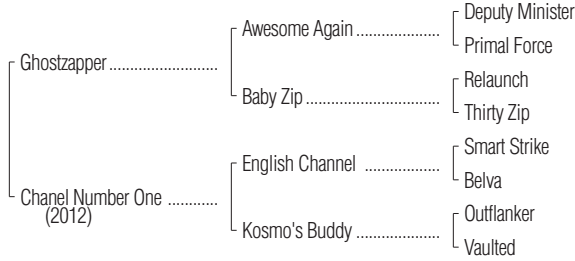 Deputy Minister
Awesome Again ....................
Primal Force
Ghostzapper ..........................
Relaunch
Baby Zip ................................
Thirty Zip
Smart Strike
English Channel ..................
Belva
Chanel Number One ............
(2012)
Outflanker
Kosmo's Buddy ....................
Vaulted